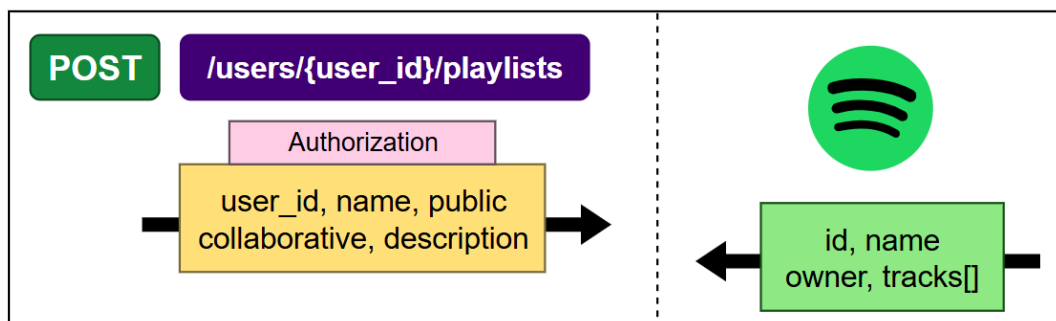 POST
/users/{user_id}/playlists
Authorization
user_id, name, public
collaborative, description
id, name
owner, tracks[]